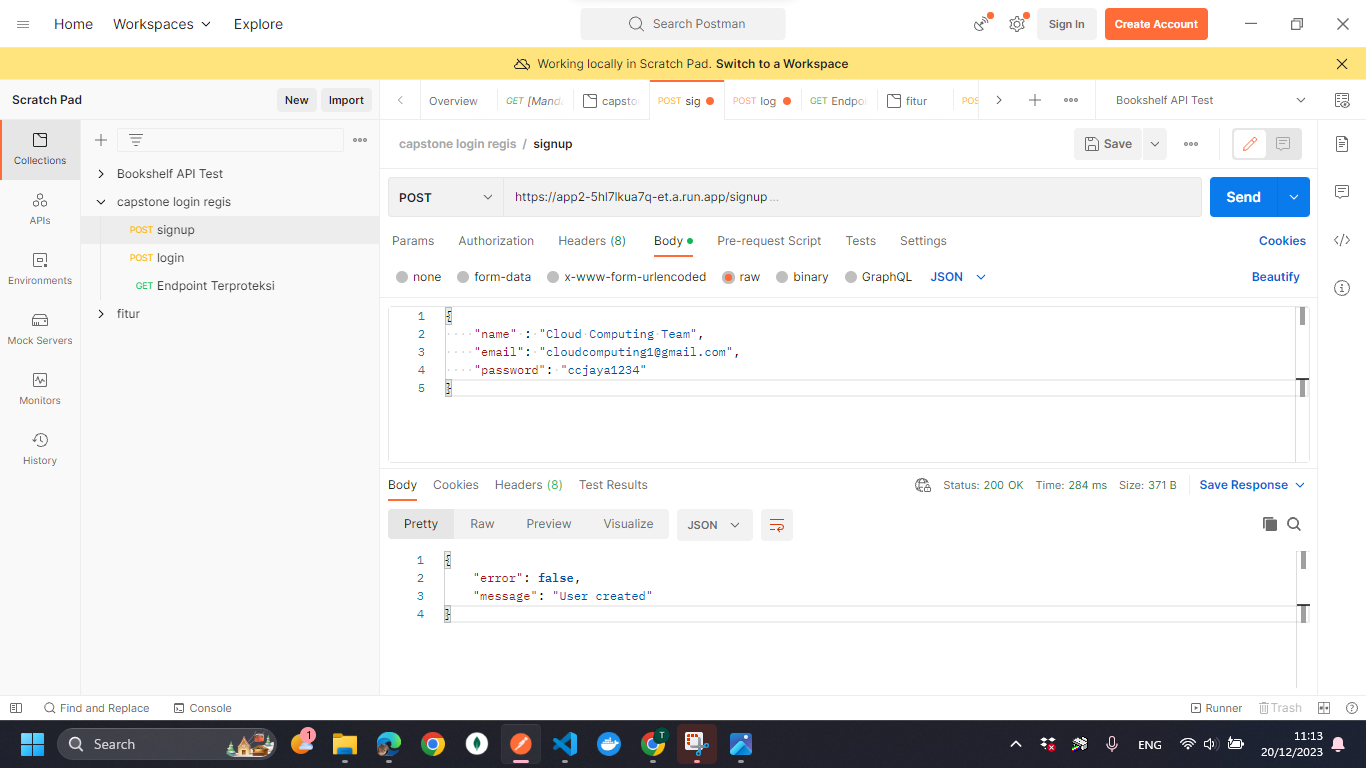 Home Workspaces Explore Search Postman Sign In Create Account
Working locally in Scratch Pad. Switch to a Workspace
Scratch Pad New Import Overview GET [Mand capsto POST sig POST log GET Endpo fitur POS Bookshelf API Test
Collections
APIs
Environments
Mock Servers
Monitors
History
Bookshelf API Test
capstone login regis
POST signup
POST login
GET Endpoint Terproteksi
fitur
capstone login regis / signup Save
POST https://app2-5hl7lkua7q-et.a.run.app/signup ... Send
Params Authorization Headers (8) Body Pre-request Script Tests Settings Cookies
none form-data x-www-form-urlencoded raw binary GraphQL JSON Beautify
1 {
2 "name" : "Cloud Computing Team",
3 "email": "cloudcomputing1@gmail.com",
4 "password": "ccjaya1234"
5 }
Body Cookies Headers (8) Test Results Status: 200 OK Time: 284 ms Size: 371 B Save Response
Pretty Raw Preview Visualize JSON
1 {
2 "error": false,
3 "message": "User created"
4 }
Find and Replace Console Runner Trash
Search 1 T ENG 11:13
20/12/2023